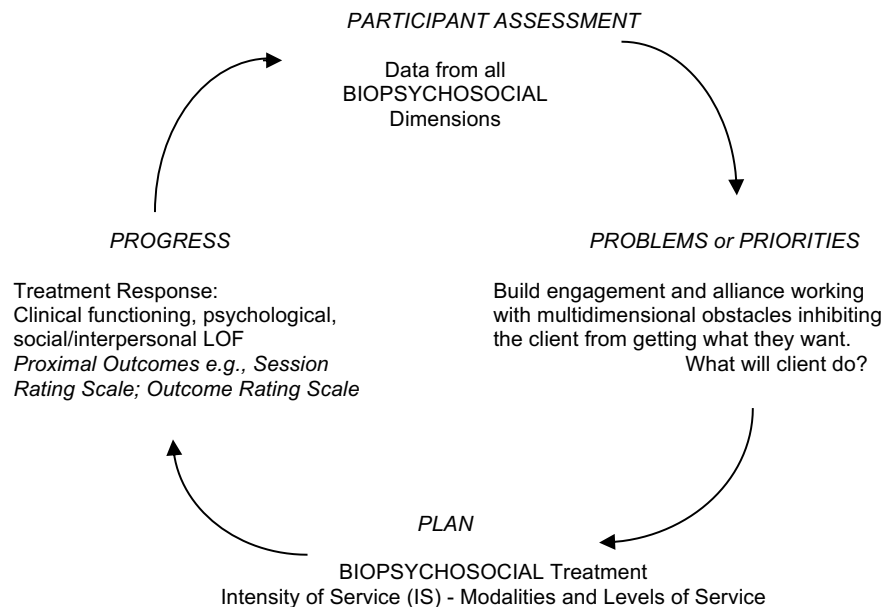 PARTICIPANT ASSESSMENT
Data from all
BIOPSYCHOSOCIAL
Dimensions
PROBLEMS or PRIORITIES
Build engagement and alliance working
with multidimensional obstacles inhibiting
the client from getting what they want.
What will client do?
PLAN
BIOPSYCHOSOCIAL Treatment
Intensity of Service (IS) - Modalities and Levels of Service
PROGRESS
Treatment Response:
Clinical functioning, psychological,
social/interpersonal LOF
Proximal Outcomes e.g., Session
Rating Scale; Outcome Rating Scale